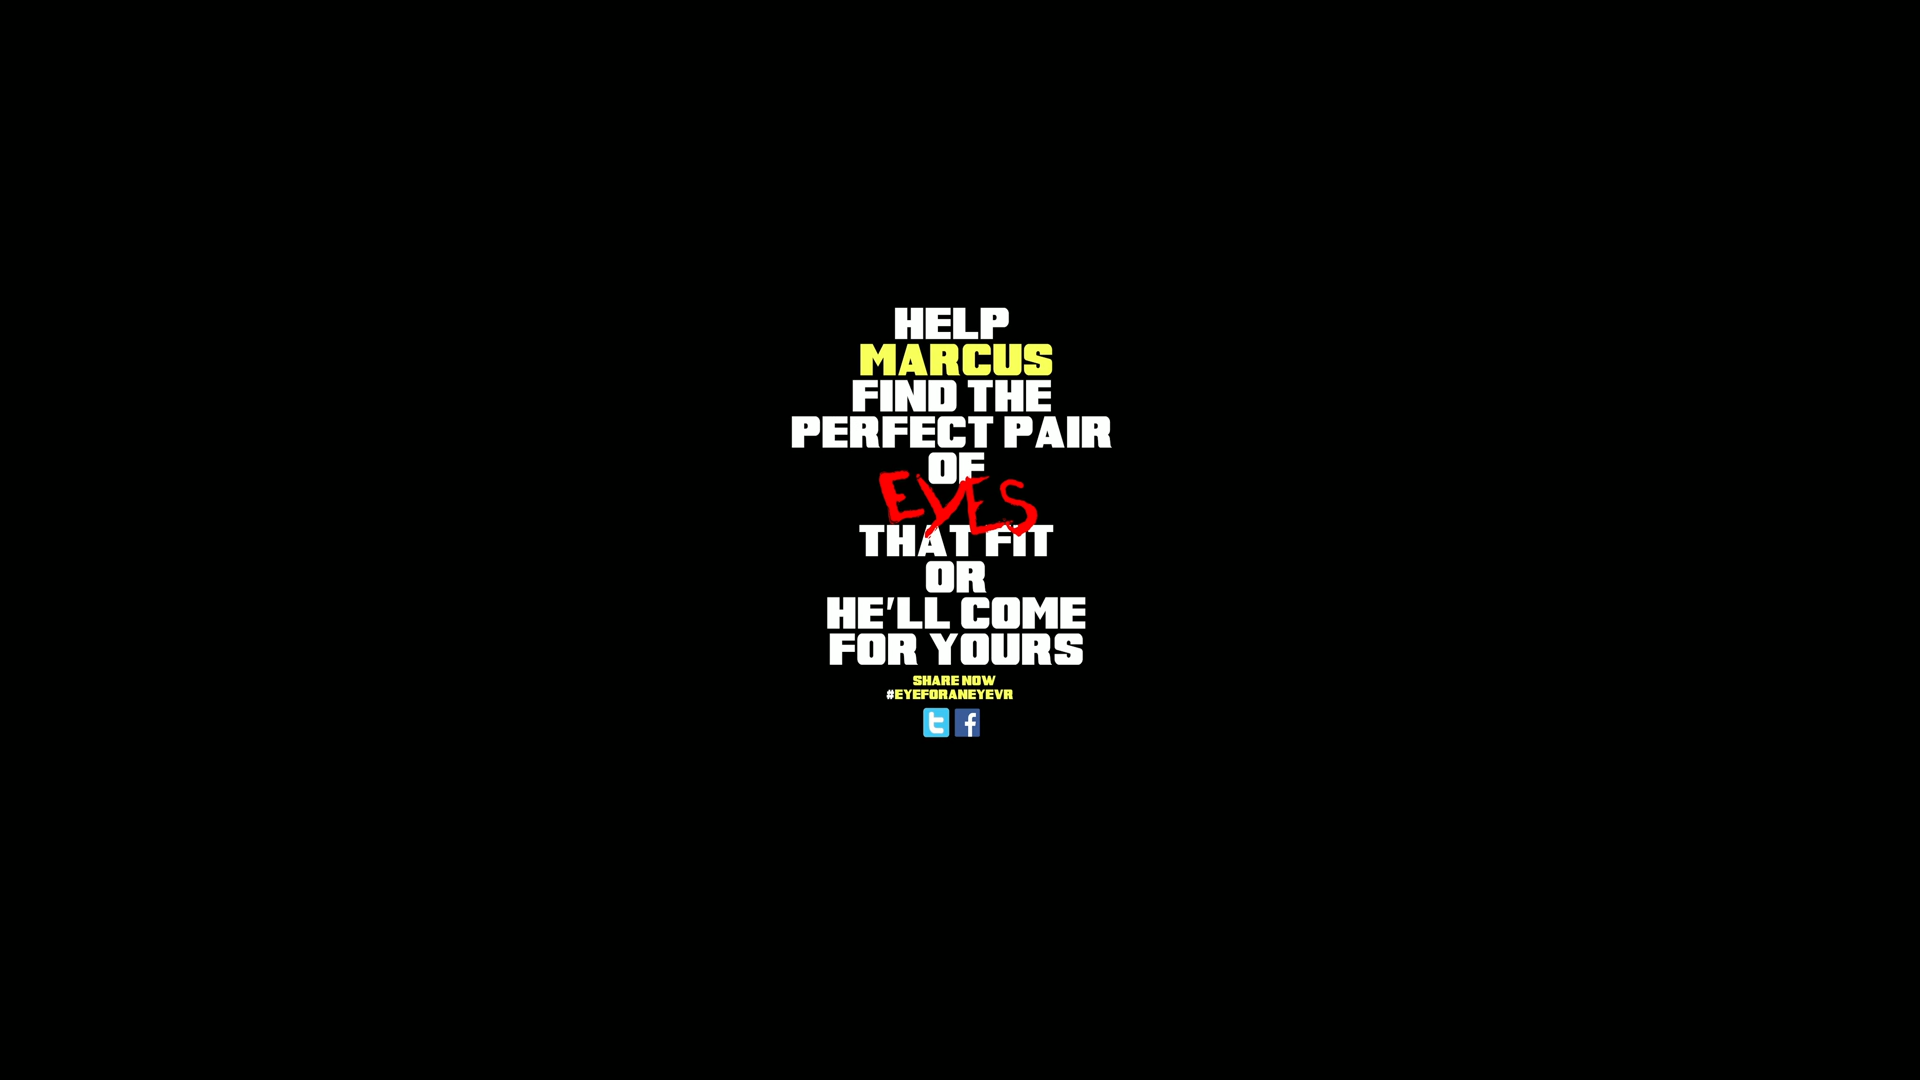 HELP
MARCUS
FIND THE
PERFECT PAIR
OF
EYES
THAT FIT
OR
HE'LL COME
FOR YOURS
SHARE NOW
#EYEFORANEYEVR
t f